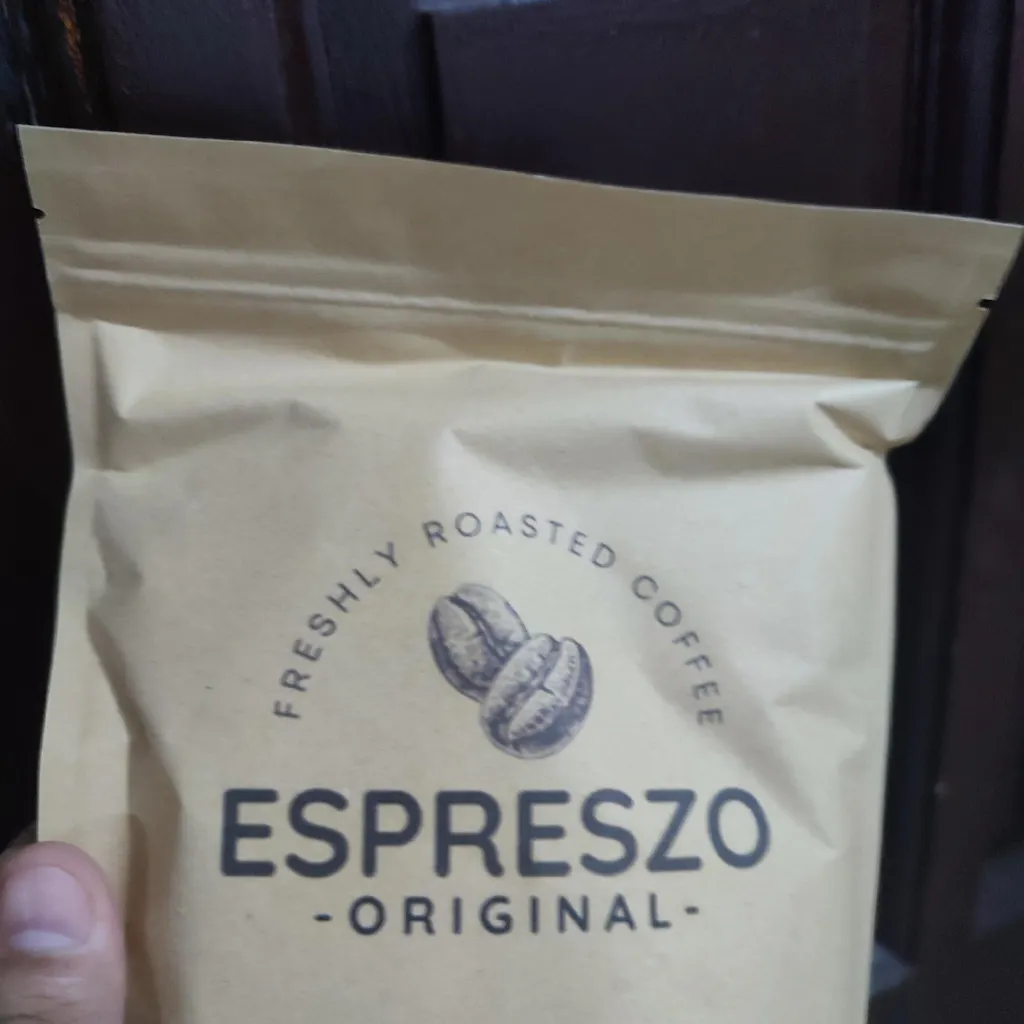 FRESHLY ROASTED COFFEE
ESPRESZO
-ORIGINAL-